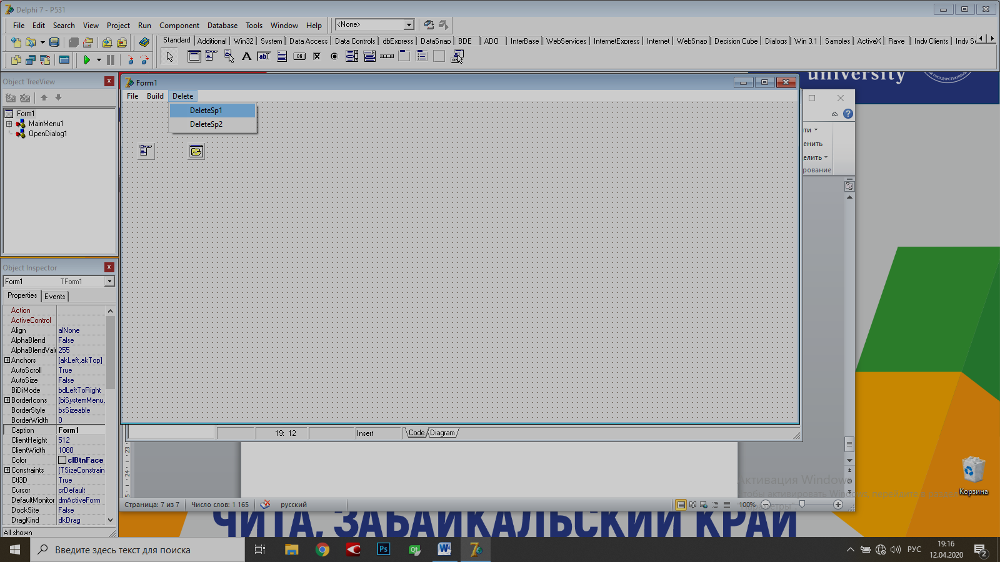 Delphi 7 - P531
File Edit Search View Project Run Component Database Tools Window Help
<None>
Standard Additional Win32 System Data Access Data Controls dbExpress DataSnap BDE ADO InterBase WebServices InternetExpress Internet WebSnap Decision Cube Dialogs Win 3.1 Samples ActiveX Rave Indy Clients Indy Se
university
Object TreeView
Form1
MainMenu1
OpenDialog1
Form1
File Build Delete
DeleteSp1
DeleteSp2
ти
енить
елить
рование
Object Inspector
Form1 TForm1
Properties Events
Action
ActiveControl
Align alNone
AlphaBlend False
AlphaBlendValu 255
Anchors [akLeft,akTop]
AutoScroll True
AutoSize False
BiDiMode bdLeftToRight
BorderIcons [biSystemMenu,
BorderStyle bsSizeable
BorderWidth 0
Caption Form1
ClientHeight 512
ClientWidth 1080
Color clBtnFace
Constraints (TSizeConstrain
Ctl3D True
Cursor crDefault
DefaultMonitor dmActiveForm
DockSite False
DragKind dkDrag
All shown
19: 12 Insert Code Diagram
Активация Windows
Чтобы активировать Windows, перейдите в раздел
"Параметры".
Корзина
Страница: 7 из 7 Число слов: 1 165 русский 100%
ЧИТА, ЗАБАЙКАЛЬСКИЙ КРАЙ
Введите здесь текст для поиска
РУС
19:16
12.04.2020
2